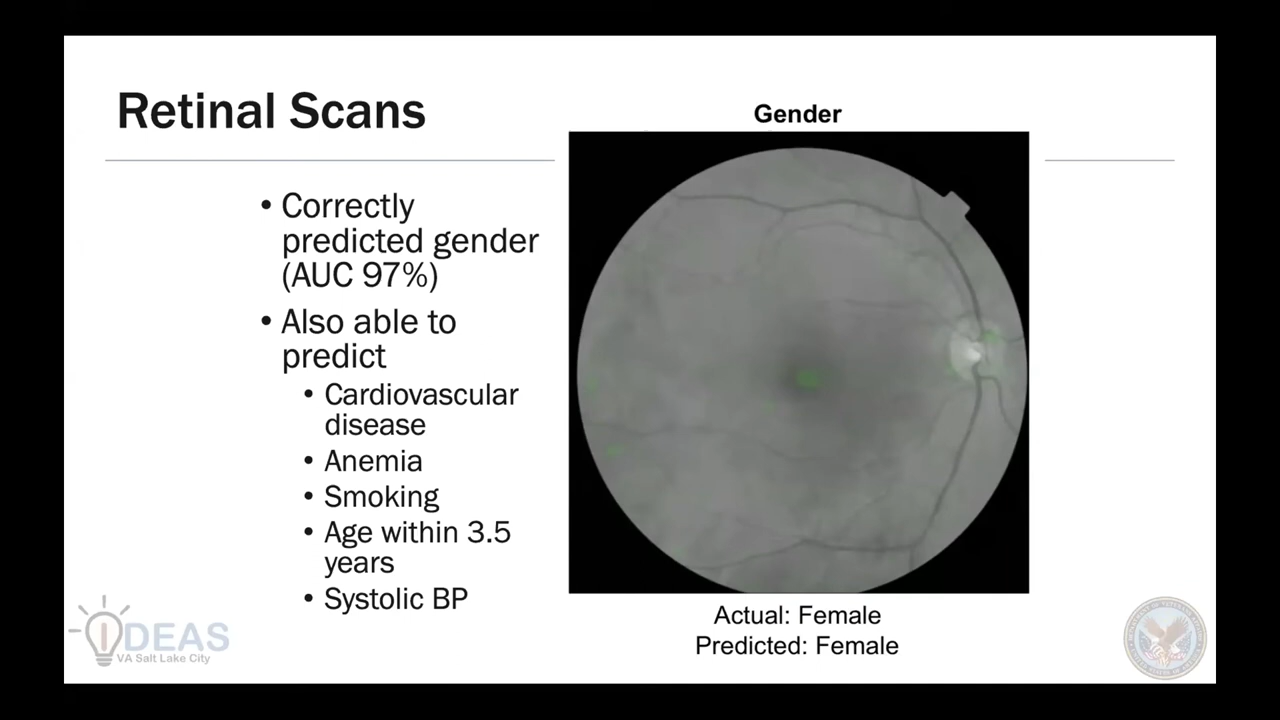 Retinal Scans
• Correctly
predicted gender
(AUC 97%)
• Also able to
predict
• Cardiovascular
disease
• Anemia
• Smoking
• Age within 3.5
years
• Systolic BP
Gender
Actual: Female
Predicted: Female
IDEAS
VA Salt Lake City